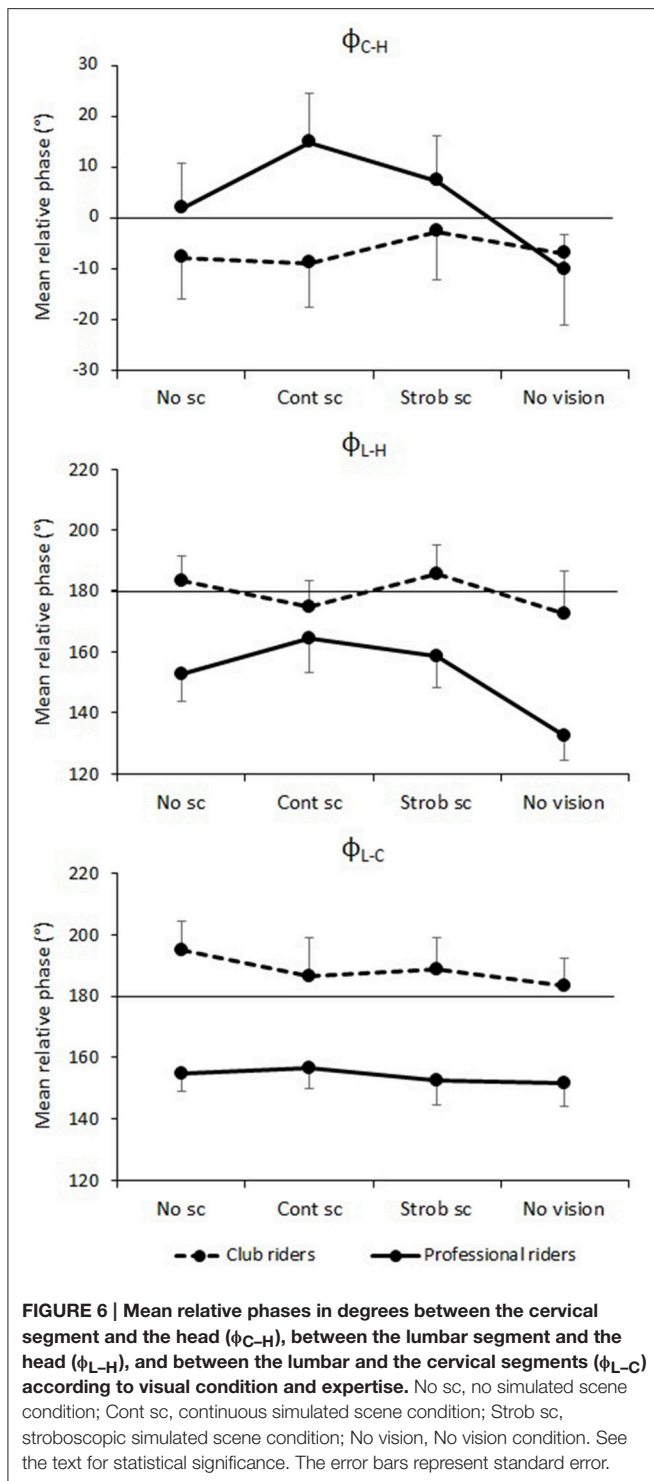 ϕC-H
Mean relative phase (°)
30
20
10
0
-10
-20
-30
No sc Cont sc Strob sc No vision
ϕL-H
Mean relative phase (°)
220
200
180
160
140
120
No sc Cont sc Strob sc No vision
ϕL-C
Mean relative phase (°)
220
200
180
160
140
120
No sc Cont sc Strob sc No vision
Club riders Professional riders
FIGURE 6 | Mean relative phases in degrees between the cervical
segment and the head (ϕC–H), between the lumbar segment and the
head (ϕL–H), and between the lumbar and the cervical segments (ϕL–C)
according to visual condition and expertise. No sc, no simulated scene
condition; Cont sc, continuous simulated scene condition; Strob sc,
stroboscopic simulated scene condition; No vision, No vision condition. See
the text for statistical significance. The error bars represent standard error.